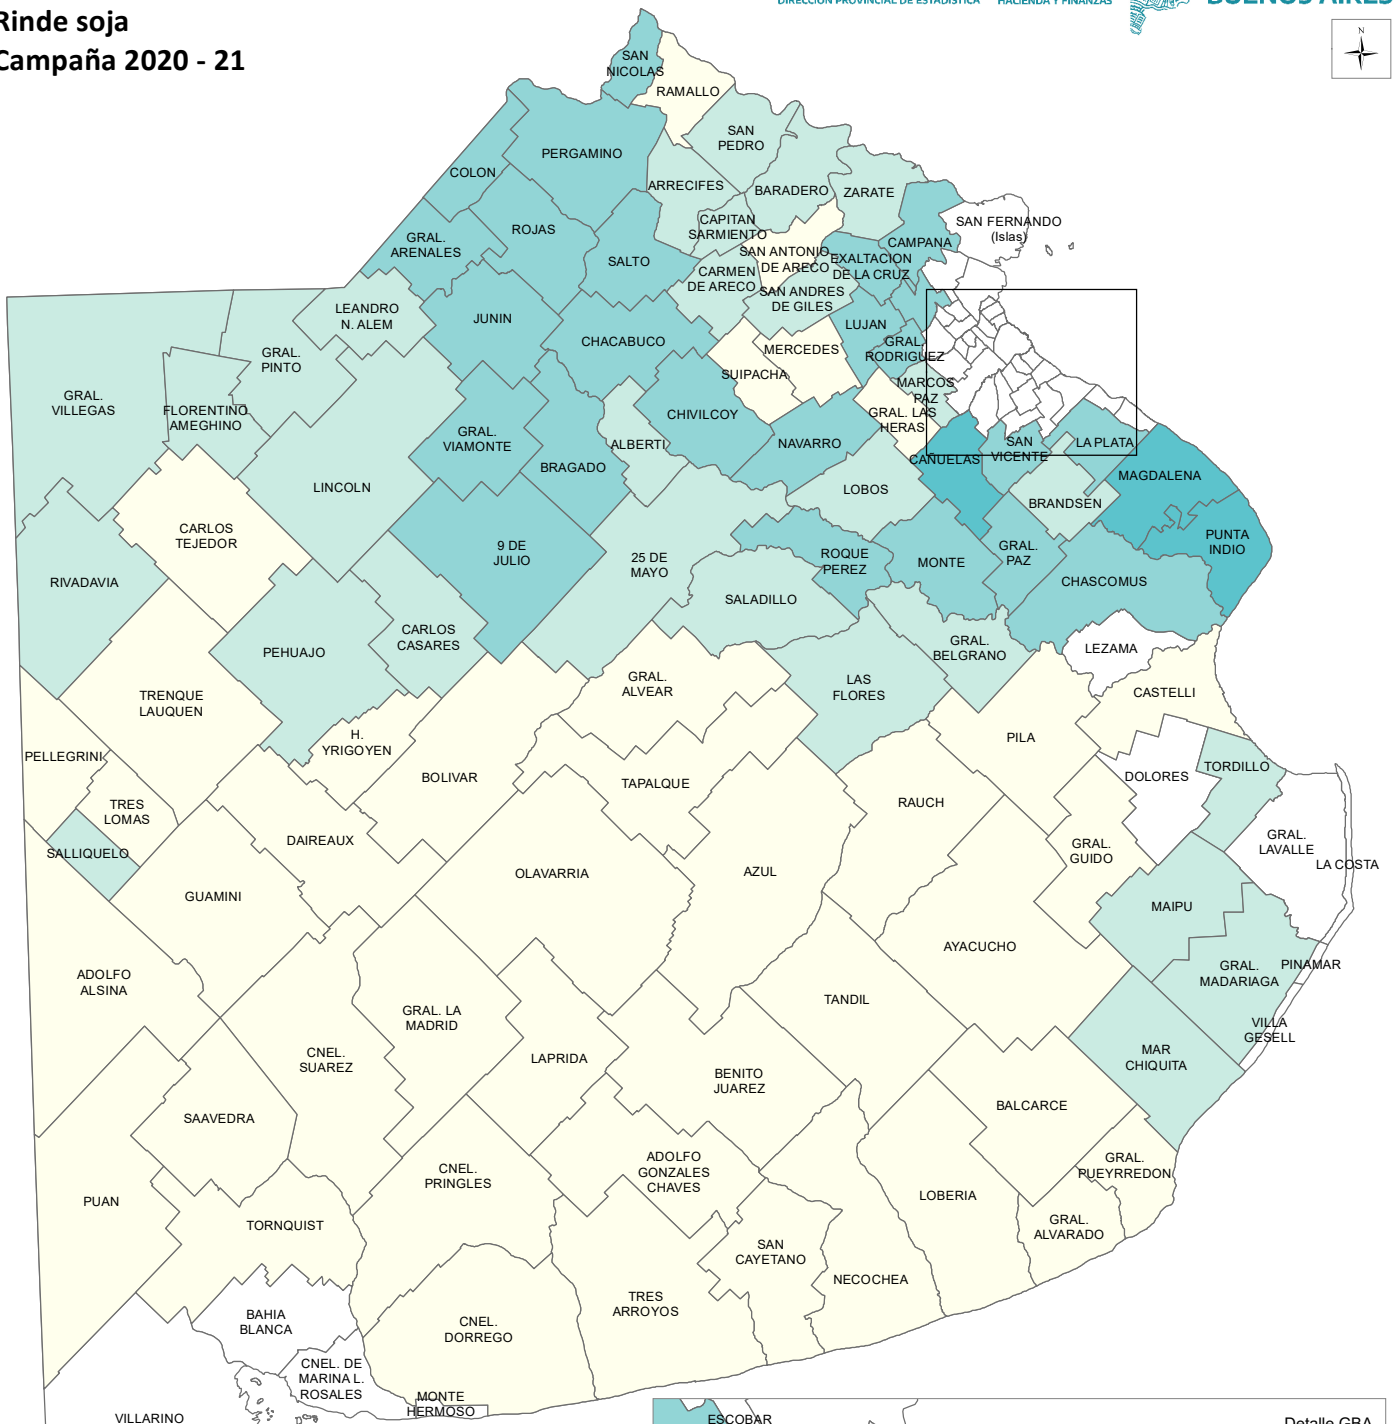 Rinde soja
Campaña 2020 - 21
DIRECCIÓN PROVINCIAL DE ESTADÍSTICA
HACIENDA Y FINANZAS
BUENOS AIRES
N
SAN
NICOLAS
RAMALLO
SAN
PEDRO
PERGAMINO
COLON
ARRECIFES
BARADERO
ZARATE
SAN FERNANDO
(Islas)
CAPITAN
SARMIENTO
ROJAS
GRAL.
ARENALES
SALTO
CAMPANA
SAN ANTONIO
DE ARECO
EXALTACION
DE LA CRUZ
CARMEN
DE ARECO
SAN ANDRES
DE GILES
LEANDRO
N. ALEM
JUNIN
CHACABUCO
LUJAN
GRAL.
RODRIGUEZ
MERCEDES
SUIPACHA
GRAL.
PINTO
MARCOS
PAZ
GRAL.
VILLEGAS
FLORENTINO
AMEGHINO
CHIVILCOY
GRAL. LAS
HERAS
GRAL.
VIAMONTE
ALBERTI
NAVARRO
SAN
VICENTE
LA PLATA
CAÑUELAS
BRAGADO
MAGDALENA
LINCOLN
LOBOS
BRANDSEN
CARLOS
TEJEDOR
PUNTA
INDIO
9 DE
JULIO
25 DE
MAYO
ROQUE
PEREZ
MONTE
GRAL.
PAZ
RIVADAVIA
CHASCOMUS
SALADILLO
CARLOS
CASARES
PEHUAJO
GRAL.
BELGRANO
LEZAMA
GRAL.
ALVEAR
LAS
FLORES
CASTELLI
TRENQUE
LAUQUEN
H.
YRIGOYEN
PILA
PELLEGRINI
BOLIVAR
TAPALQUE
DOLORES
TORDILLO
TRES
LOMAS
RAUCH
DAIREAUX
GRAL.
GUIDO
GRAL.
LAVALLE
LA COSTA
SALLIQUELO
OLAVARRIA
AZUL
GUAMINI
MAIPU
AYACUCHO
ADOLFO
ALSINA
GRAL.
MADARIAGA
PINAMAR
TANDIL
GRAL. LA
MADRID
VILLA
GESELL
CNEL.
SUAREZ
LAPRIDA
MAR
CHIQUITA
BENITO
JUAREZ
BALCARCE
SAAVEDRA
ADOLFO
GONZALES
CHAVES
CNEL.
PRINGLES
GRAL.
PUEYRREDON
PUAN
LOBERIA
TORNQUIST
GRAL.
ALVARADO
SAN
CAYETANO
NECOCHEA
TRES
ARROYOS
BAHIA
BLANCA
CNEL.
DORREGO
CNEL. DE
MARINA L.
ROSALES
MONTE
HERMOSO
VILLARINO
ESCOBAR
Detalle GBA